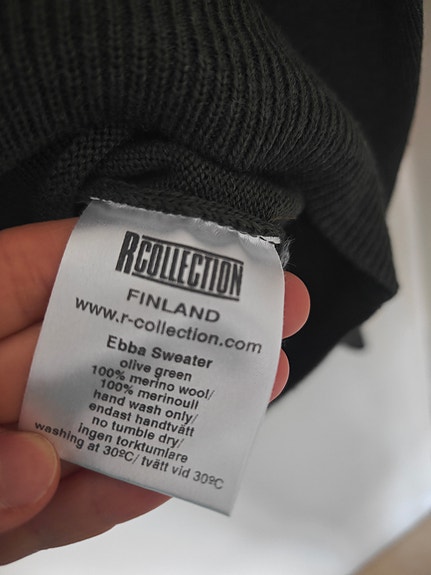 RCOLLECTION
FINLAND
www.r-collection.com
Ebba Sweater
olive green
100% merino wool/
100% merinoull
hand wash only/
endast handtvätt
no tumble dry/
ingen torktumlare
washing at 30ºC/ tvätt vid 30ºC